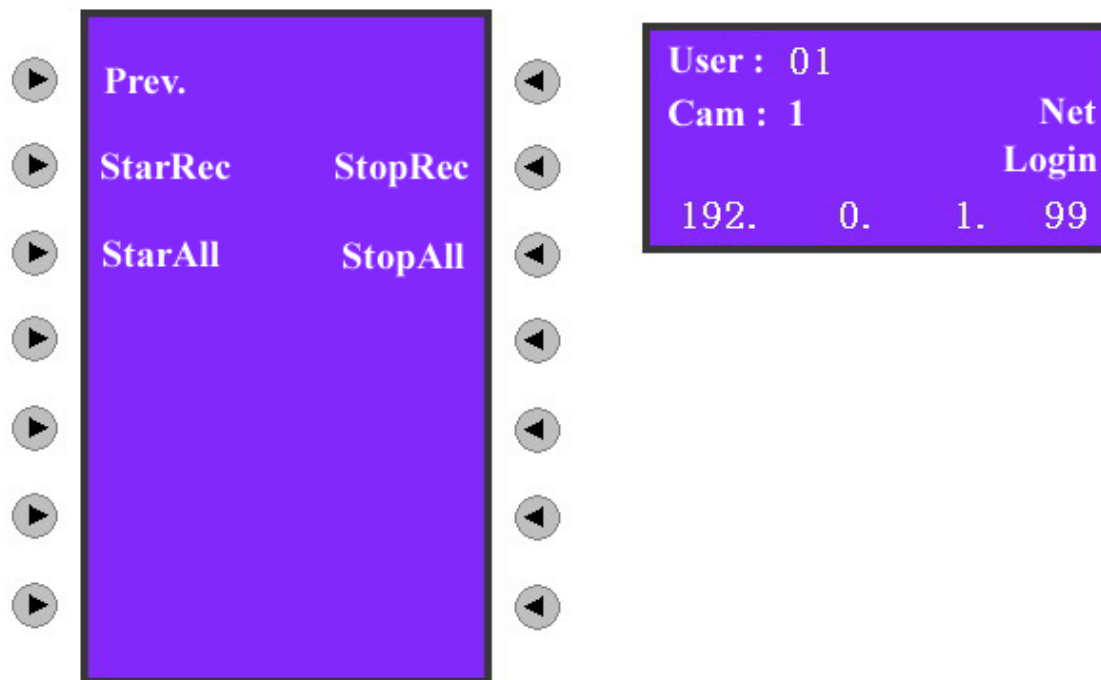 Prev.
StarRec StopRec
StarAll StopAll
User : 01
Cam : 1 Net
Login
192. 0. 1. 99